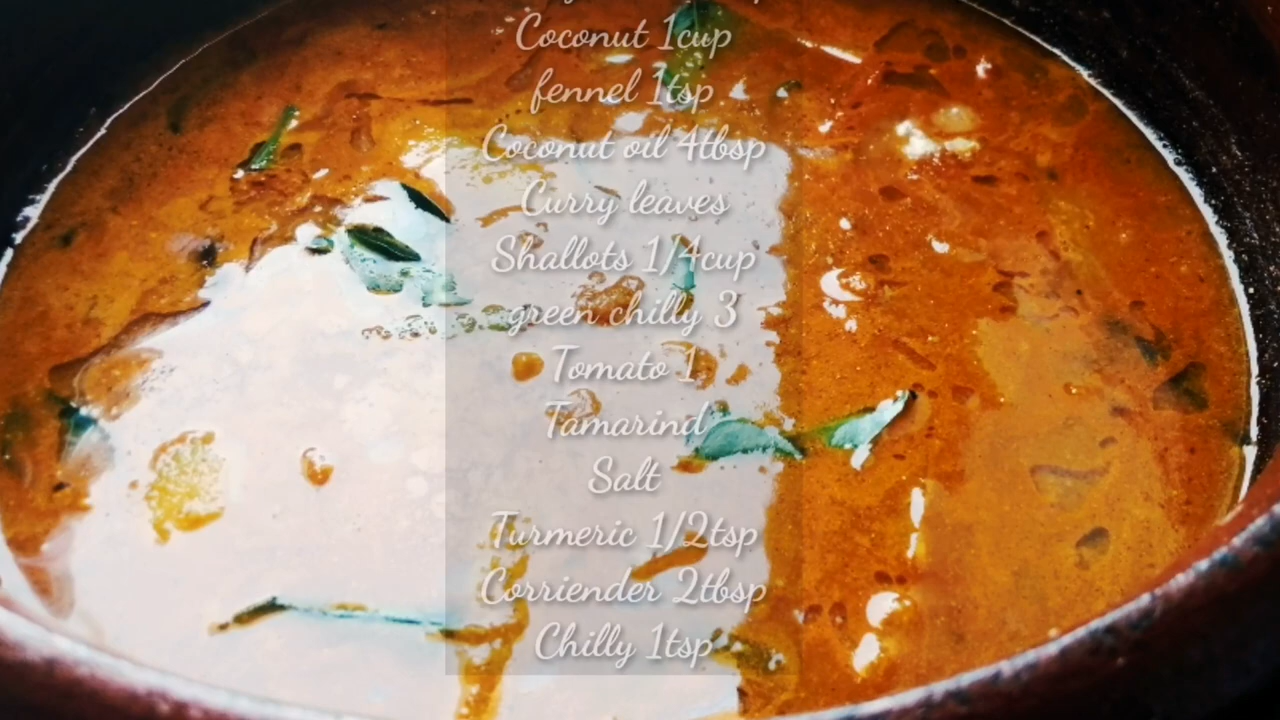 Coconut 1cup
fennel 1tsp
Coconut oil 4tbsp
Curry leaves
Shallots 1/4cup
green chilly 3
Tomato 1
Tamarind
Salt
Turmeric 1/2tsp
Corriender 2tbsp
Chilly 1tsp